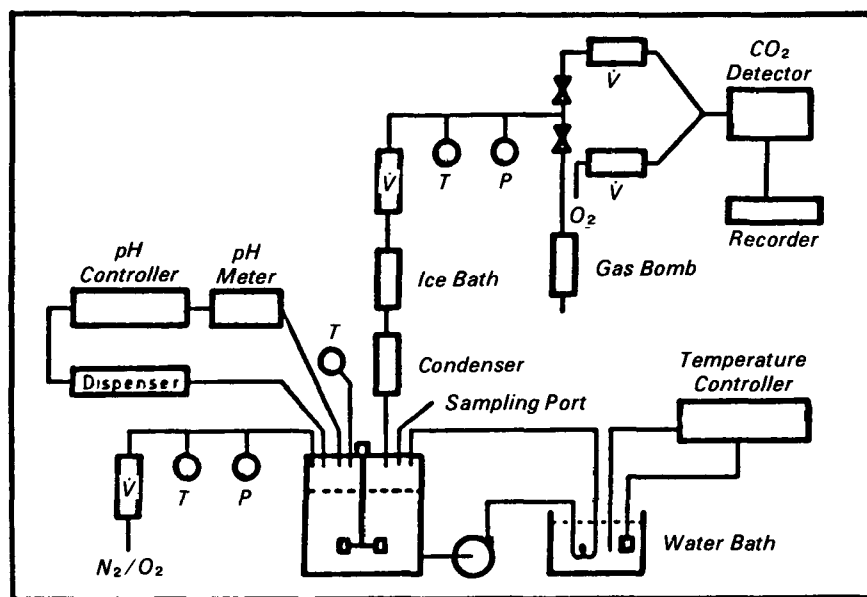 CO₂
Detector
V̇
V̇
T
P
V̇
O₂
Recorder
pH
Controller
pH
Meter
Ice Bath
Gas Bomb
T
Dispenser
Condenser
Temperature
Controller
Sampling Port
V̇
T
P
Water Bath
N₂/O₂